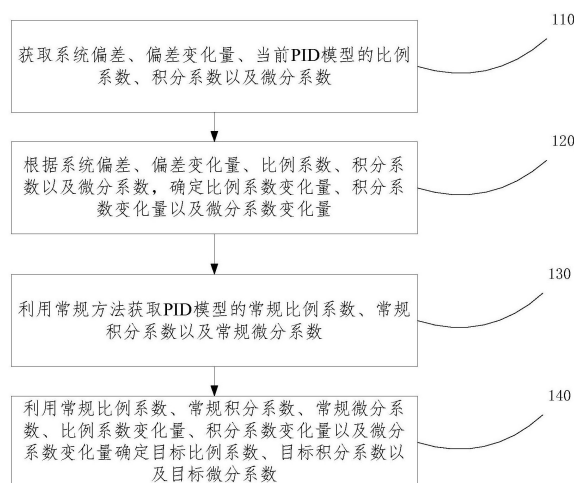 110
获取系统偏差、偏差变化量、当前PID模型的比例
系数、积分系数以及微分系数
120
根据系统偏差、偏差变化量、比例系数、积分系
数以及微分系数，确定比例系数变化量、积分系
数变化量以及微分系数变化量
130
利用常规方法获取PID模型的常规比例系数、常规
积分系数以及常规微分系数
140
利用常规比例系数、常规积分系数、常规微分系
数、比例系数变化量、积分系数变化量以及微分
系数变化量确定目标比例系数、目标积分系数以
及目标微分系数